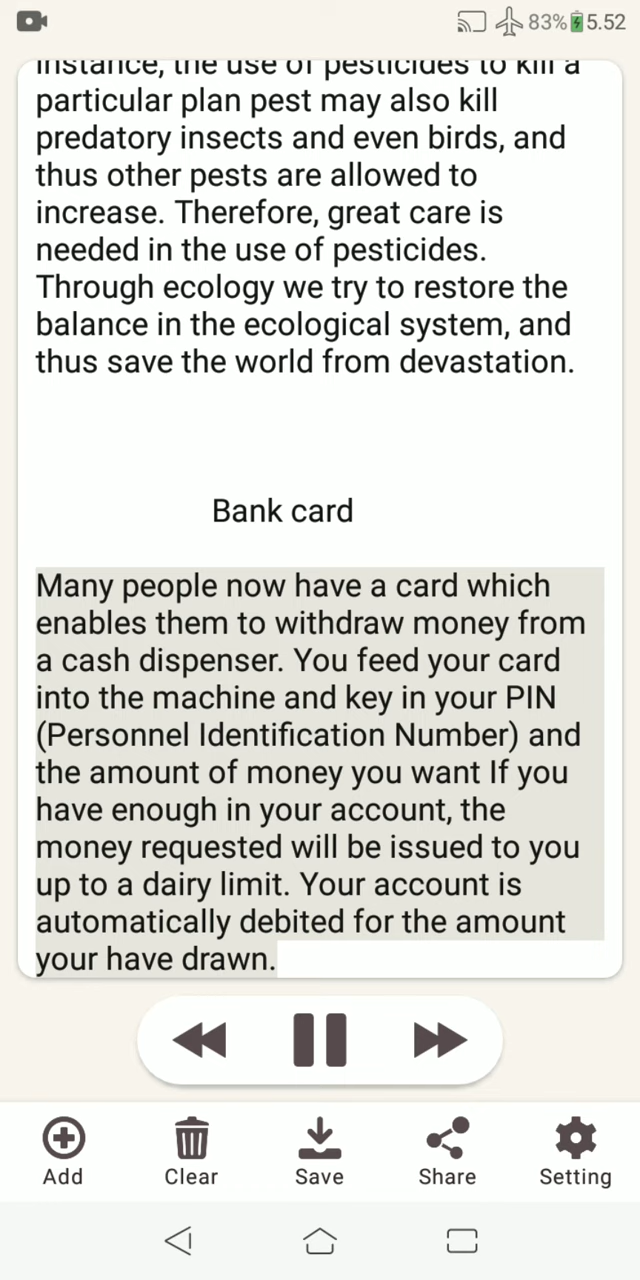 83% 5.52
instance, the use of pesticides to kill a
particular plan pest may also kill
predatory insects and even birds, and
thus other pests are allowed to
increase. Therefore, great care is
needed in the use of pesticides.
Through ecology we try to restore the
balance in the ecological system, and
thus save the world from devastation.
Bank card
Many people now have a card which
enables them to withdraw money from
a cash dispenser. You feed your card
into the machine and key in your PIN
(Personnel Identification Number) and
the amount of money you want If you
have enough in your account, the
money requested will be issued to you
up to a dairy limit. Your account is
automatically debited for the amount
your have drawn.
Add Clear Save Share Setting